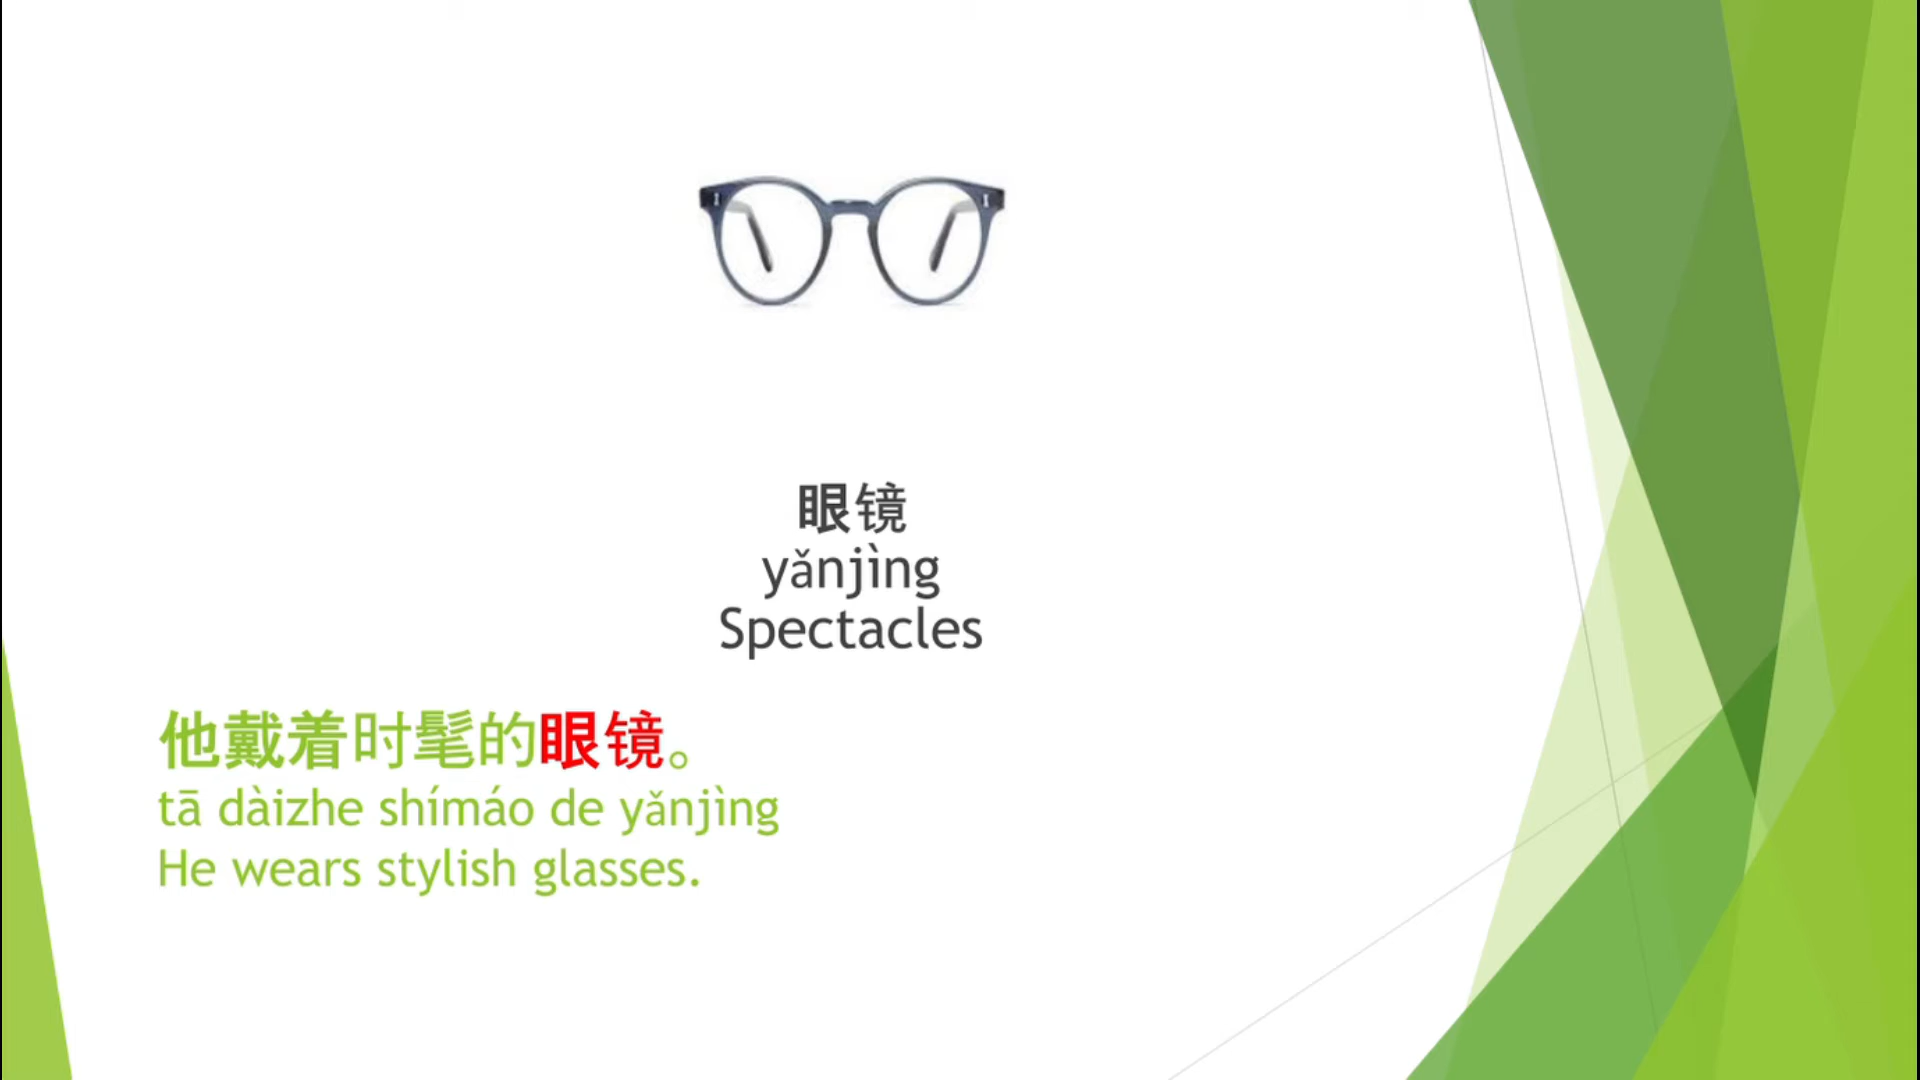 眼镜
yǎnjìng
Spectacles
他戴着时髦的眼镜。
tā dàizhe shímáo de yǎnjìng
He wears stylish glasses.